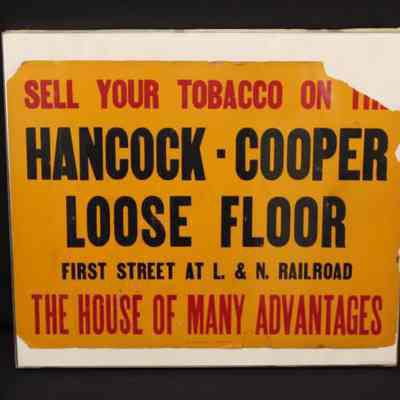 SELL YOUR TOBACCO ON
HANCOCK · COOPER
LOOSE FLOOR
FIRST STREET AT L. & N. RAILROAD
THE HOUSE OF MANY ADVANTAGES